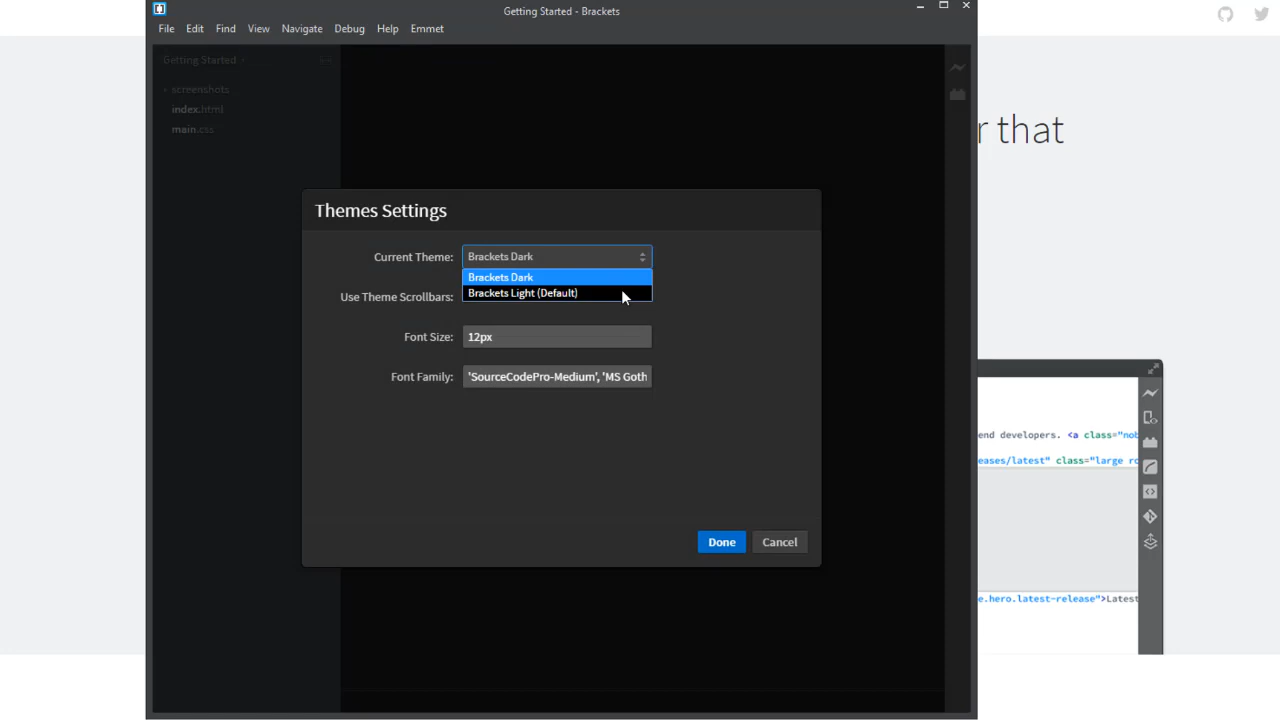 Getting Started - Brackets
File Edit Find View Navigate Debug Help Emmet
Getting Started
screenshots
index.html
main.css
r that
Themes Settings
Current Theme: Brackets Dark
Brackets Dark
Brackets Light (Default)
Use Theme Scrollbars:
Font Size: 12px
Font Family: 'SourceCodePro-Medium', 'MS Goth
Done Cancel
end developers. <a class="nob
eases/latest" class="large ro
e.hero.latest-release">Latest